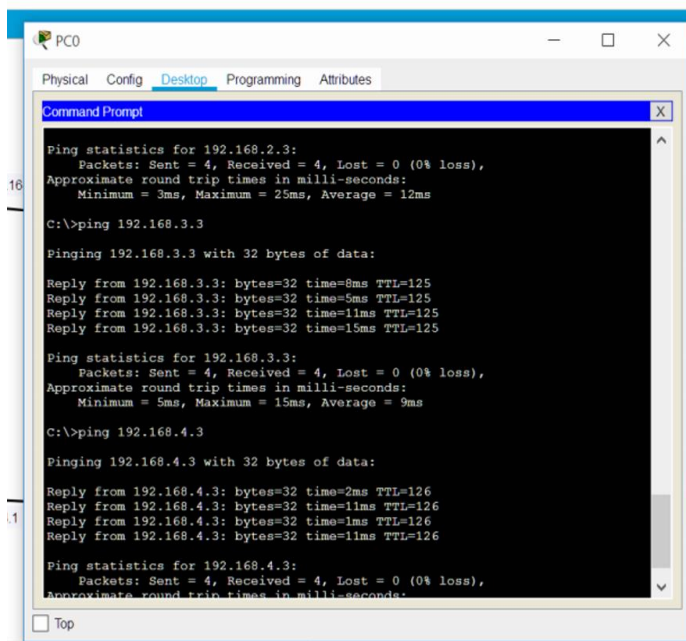 PC0
Physical Config Desktop Programming Attributes
Command Prompt X
Ping statistics for 192.168.2.3:
Packets: Sent = 4, Received = 4, Lost = 0 (0% loss),
Approximate round trip times in milli-seconds:
Minimum = 3ms, Maximum = 25ms, Average = 12ms
C:\>ping 192.168.3.3
Pinging 192.168.3.3 with 32 bytes of data:
Reply from 192.168.3.3: bytes=32 time=8ms TTL=125
Reply from 192.168.3.3: bytes=32 time=5ms TTL=125
Reply from 192.168.3.3: bytes=32 time=11ms TTL=125
Reply from 192.168.3.3: bytes=32 time=15ms TTL=125
Ping statistics for 192.168.3.3:
Packets: Sent = 4, Received = 4, Lost = 0 (0% loss),
Approximate round trip times in milli-seconds:
Minimum = 5ms, Maximum = 15ms, Average = 9ms
C:\>ping 192.168.4.3
Pinging 192.168.4.3 with 32 bytes of data:
Reply from 192.168.4.3: bytes=32 time=2ms TTL=126
Reply from 192.168.4.3: bytes=32 time=11ms TTL=126
Reply from 192.168.4.3: bytes=32 time=1ms TTL=126
Reply from 192.168.4.3: bytes=32 time=11ms TTL=126
Ping statistics for 192.168.4.3:
Packets: Sent = 4, Received = 4, Lost = 0 (0% loss),
Approximate round trip times in milli-seconds:
Top
.16
.1